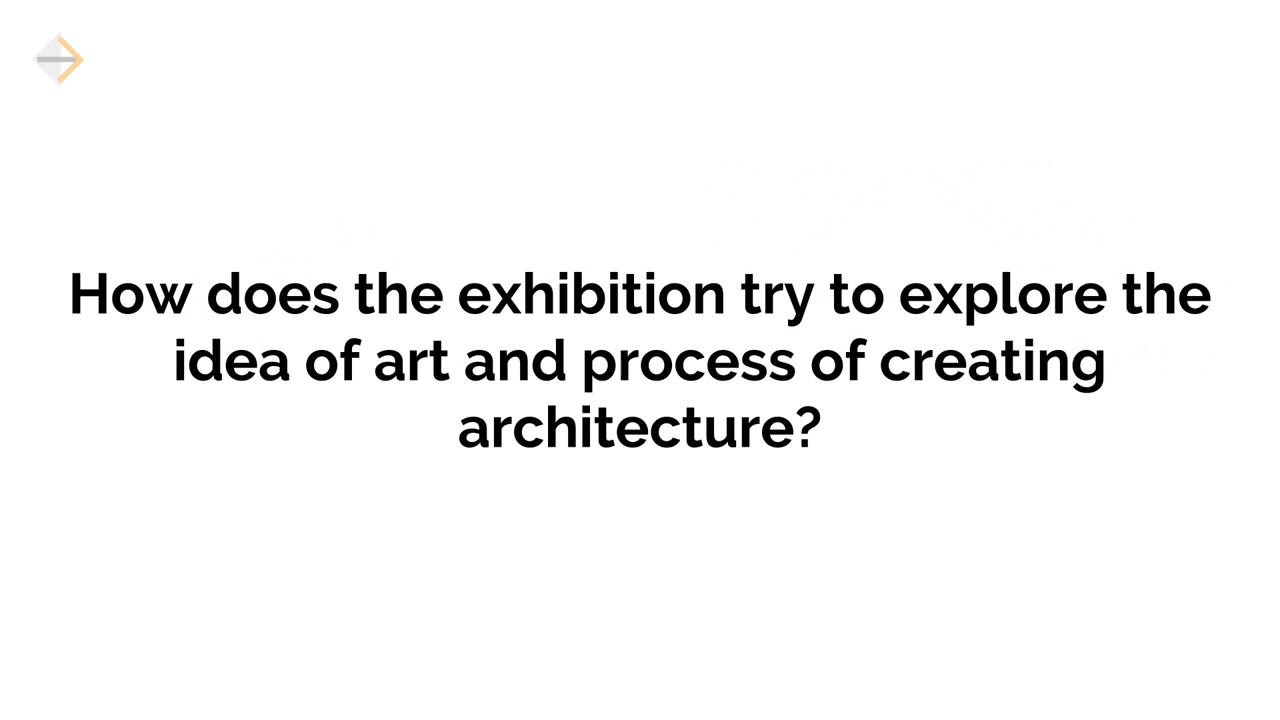 How does the exhibition try to explore the
idea of art and process of creating
architecture?